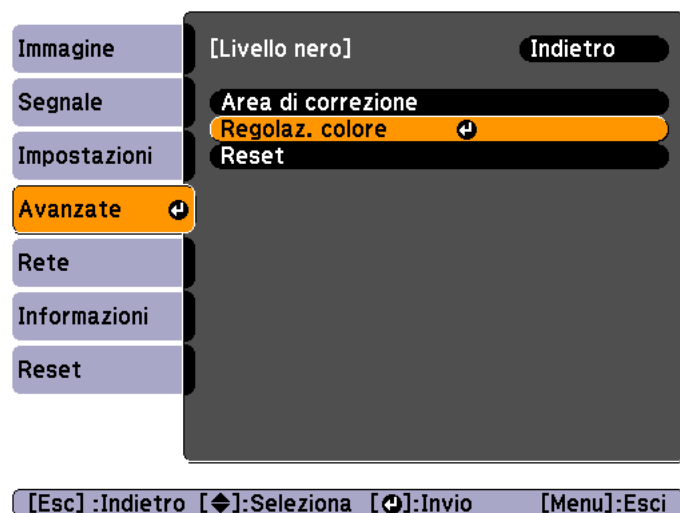 Immagine
Segnale
Impostazioni
Avanzate
Rete
Informazioni
Reset
[Livello nero] Indietro
Area di correzione
Regolaz. colore
Reset
[Esc] :Indietro [◆]:Seleziona [⏎]:Invio [Menu]:Esci